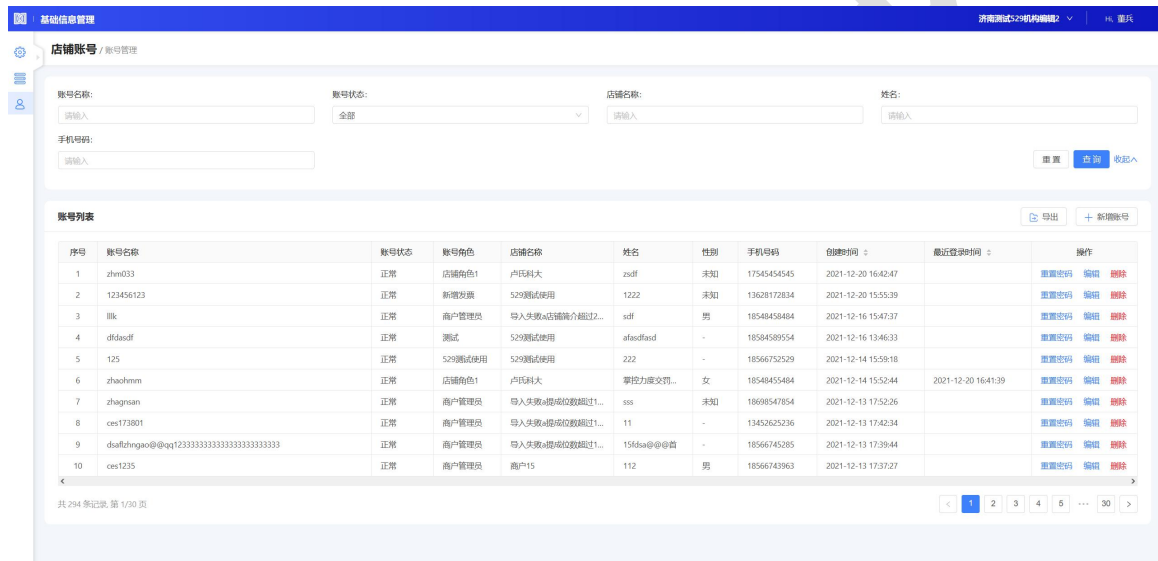 基础信息管理 济南测试529机构编辑2 Hi, 董兵
店铺账号 / 账号管理
账号名称: 账号状态: 店铺名称: 姓名:
请输入 全部 请输入 请输入
手机号码:
请输入 重置 查询 收起
账号列表 导出 + 新增账号
序号 账号名称 账号状态 账号角色 店铺名称 姓名 性别 手机号码 创建时间 最近登录时间 操作
1 zhm033 正常 店铺角色1 卢氏科大 zsdf 未知 17545454545 2021-12-20 16:42:47 重置密码 编辑 删除
2 123456123 正常 新增发票 529测试使用 1222 未知 13628172834 2021-12-20 15:55:39 重置密码 编辑 删除
3 lllk 正常 商户管理员 导入失败a店铺简介超过2... sdf 男 18548458484 2021-12-16 15:47:37 重置密码 编辑 删除
4 dfdasdf 正常 测试 529测试使用 afasdfasd - 18584589554 2021-12-16 13:46:33 重置密码 编辑 删除
5 125 正常 529测试使用 529测试使用 222 - 18566752529 2021-12-14 15:59:18 重置密码 编辑 删除
6 zhaohmm 正常 店铺角色1 卢氏科大 掌控力度交罚... 女 18548455484 2021-12-14 15:52:44 2021-12-20 16:41:39 重置密码 编辑 删除
7 zhagnsan 正常 商户管理员 导入失败a提成位数超过1... sss 未知 18698547854 2021-12-13 17:52:26 重置密码 编辑 删除
8 ces173801 正常 商户管理员 导入失败a提成位数超过1... 11 - 13452625236 2021-12-13 17:42:34 重置密码 编辑 删除
9 正常 商户管理员 导入失败a提成位数超过1... 15fdsa@@@首 - 18566745285 2021-12-13 17:39:44 重置密码 编辑 删除
10 ces1235 正常 商户管理员 商户15 112 男 18566743963 2021-12-13 17:37:27 重置密码 编辑 删除
共 294 条记录, 第 1/30 页 < 1 2 3 4 5 ··· 30 >